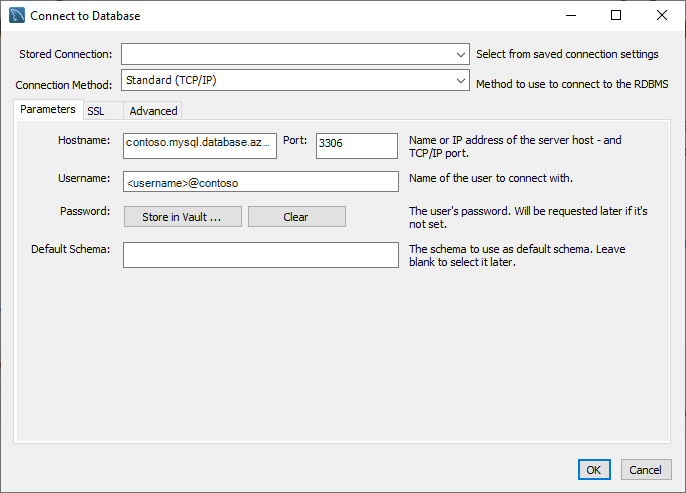 Connect to Database
Stored Connection:
Select from saved connection settings
Connection Method: Standard (TCP/IP)
Method to use to connect to the RDBMS
Parameters SSL Advanced
Hostname: contoso.mysql.database.az... Port: 3306
Name or IP address of the server host - and
TCP/IP port.
Username: <username>@contoso
Name of the user to connect with.
Password: Store in Vault ... Clear
The user's password. Will be requested later if it's
not set.
Default Schema:
The schema to use as default schema. Leave
blank to select it later.
OK Cancel